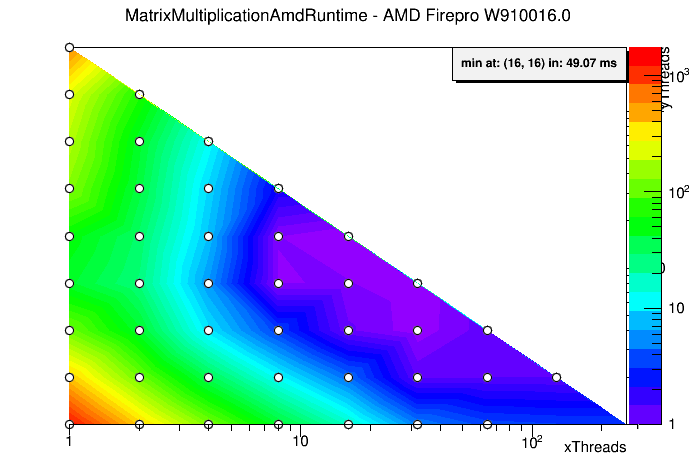 MatrixMultiplicationAmdRuntime - AMD Firepro W910016.0
min at: (16, 16) in: 49.07 ms
yThreads
10³
10²
10
1
1
10
10²
xThreads